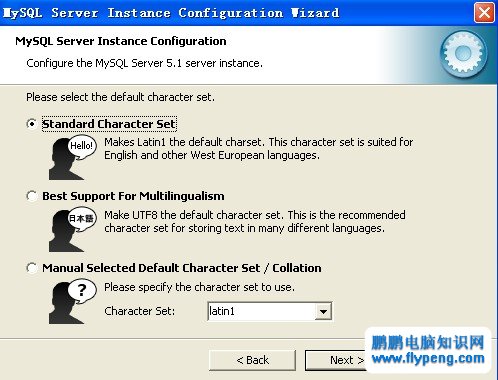 MySQL Server Instance Configuration Wizard
MySQL Server Instance Configuration
Configure the MySQL Server 5.1 server instance.
Please select the default character set.
Standard Character Set
Hello!
Makes Latin1 the default charset. This character set is suited for
English and other West European languages.
Best Support For Multilingualism
日本語
Make UTF8 the default character set. This is the recommended
character set for storing text in many different languages.
Manual Selected Default Character Set / Collation
?
Please specify the character set to use.
Character Set:
latin1
< Back
Next >
鹏鹏电脑知识网
www.flypeng.com